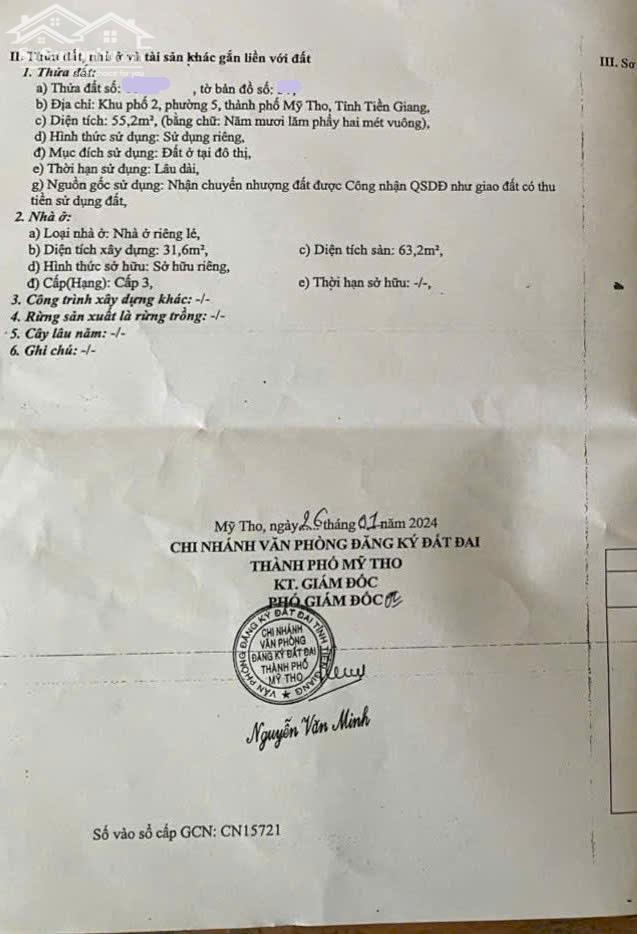 II. Thửa đất, nhà ở và tài sản khác gắn liền với đất
1. Thửa đất:
a) Thửa đất số: , tờ bản đồ số: ,
b) Địa chỉ: Khu phố 2, phường 5, thành phố Mỹ Tho, Tỉnh Tiền Giang,
c) Diện tích: 55,2m², (bằng chữ: Năm mươi lăm phẩy hai mét vuông),
d) Hình thức sử dụng: Sử dụng riêng,
đ) Mục đích sử dụng: Đất ở tại đô thị,
e) Thời hạn sử dụng: Lâu dài,
g) Nguồn gốc sử dụng: Nhận chuyển nhượng đất được Công nhận QSDĐ như giao đất có thu
tiền sử dụng đất,
2. Nhà ở:
a) Loại nhà ở: Nhà ở riêng lẻ,
b) Diện tích xây dựng: 31,6m², c) Diện tích sàn: 63,2m²,
d) Hình thức sở hữu: Sở hữu riêng,
đ) Cấp(Hạng): Cấp 3, e) Thời hạn sở hữu: -/-,
3. Công trình xây dựng khác: -/-
4. Rừng sản xuất là rừng trồng: -/-
5. Cây lâu năm: -/-
6. Ghi chú: -/-
III. Sơ
Mỹ Tho, ngày 26 tháng 01 năm 2024
CHI NHÁNH VĂN PHÒNG ĐĂNG KÝ ĐẤT ĐAI
THÀNH PHỐ MỸ THO
KT. GIÁM ĐỐC
PHÓ GIÁM ĐỐC
VĂN PHÒNG ĐĂNG KÝ ĐẤT ĐAI TỈNH TIỀN GIANG
CHI NHÁNH
VĂN PHÒNG
ĐĂNG KÝ ĐẤT ĐAI
THÀNH PHỐ
MỸ THO
Nguyễn Văn Minh
Số vào sổ cấp GCN: CN15721